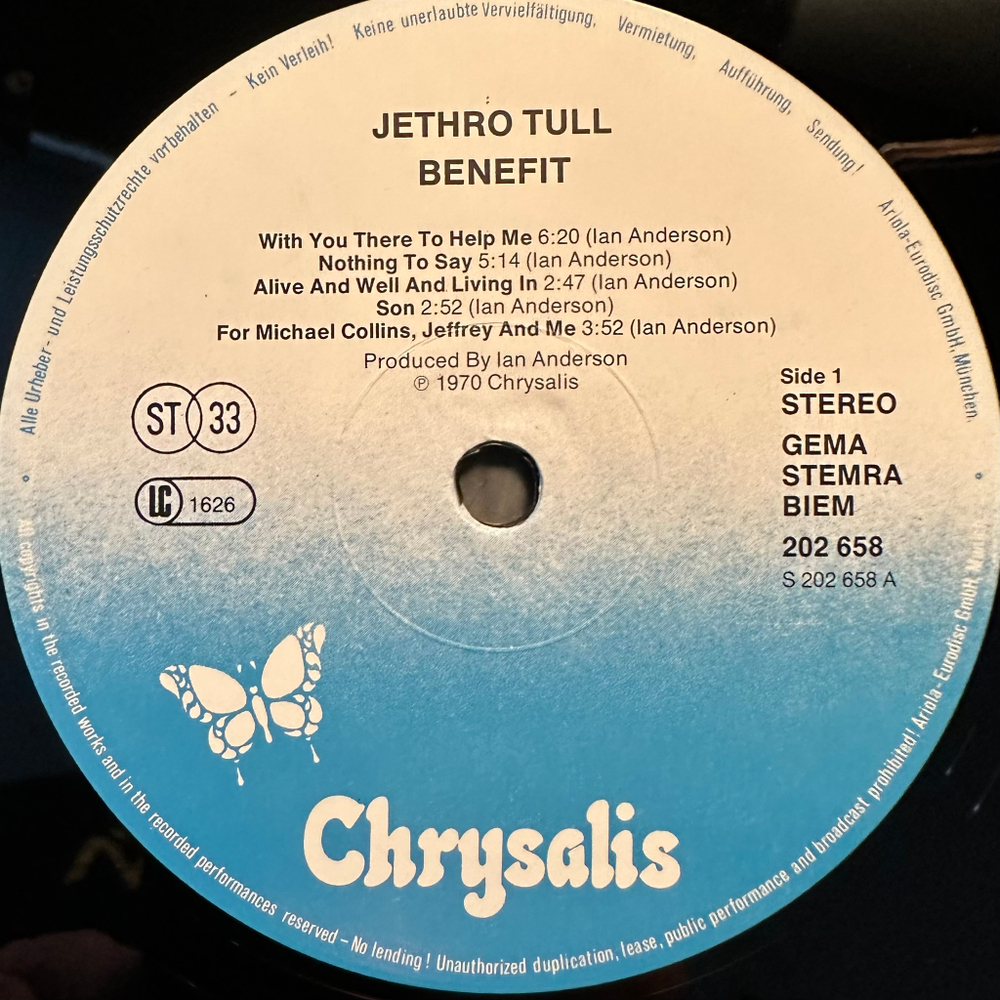 Alle Urheber- und Leistungsschutzrechte vorbehalten - Kein Verleih! Keine unerlaubte Vervielfältigung, Vermietung, Aufführung, Sendung! Ariola-Eurodisc GmbH, München.
JETHRO TULL
BENEFIT
With You There To Help Me 6:20 (Ian Anderson)
Nothing To Say 5:14 (Ian Anderson)
Alive And Well And Living In 2:47 (Ian Anderson)
Son 2:52 (Ian Anderson)
For Michael Collins, Jeffrey And Me 3:52 (Ian Anderson)
Produced By Ian Anderson
℗ 1970 Chrysalis
ST 33
LC 1626
Side 1
STEREO
GEMA
STEMRA
BIEM
202 658
S 202 658 A
Chrysalis
All copyrights in the recorded works and in the recorded performances reserved - No lending! Unauthorized duplication, lease, public performance and broadcast prohibited! Ariola-Eurodisc GmbH,